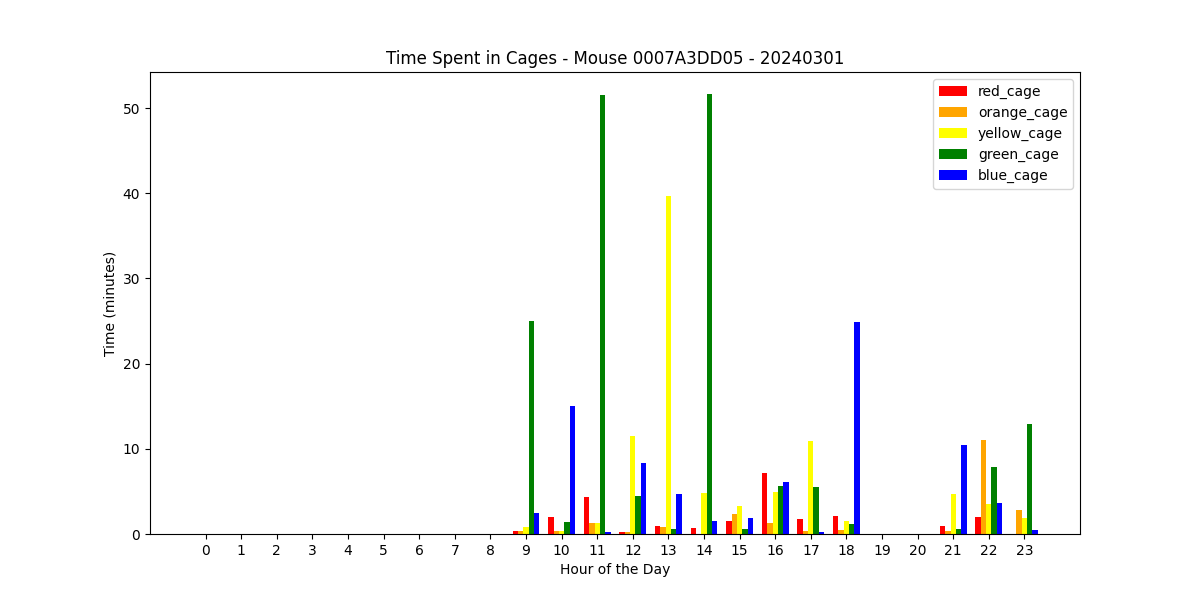 Time Spent in Cages - Mouse 0007A3DD05 - 20240301
red_cage
orange_cage
yellow_cage
green_cage
blue_cage
Time (minutes)
50
40
30
20
10
0
0 1 2 3 4 5 6 7 8 9 10 11 12 13 14 15 16 17 18 19 20 21 22 23
Hour of the Day